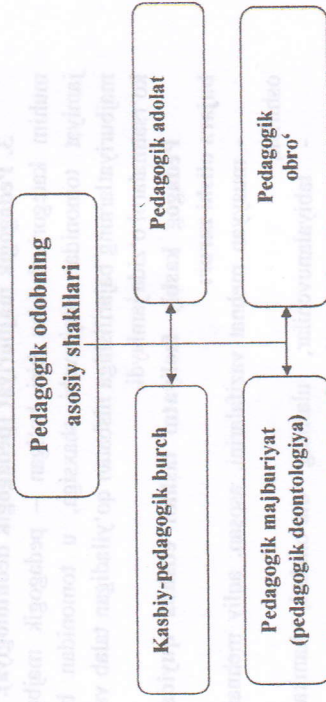 Pedagogik odobning
asosiy shakllari
Kasbiy-pedagogik burch
Pedagogik adolat
Pedagogik majburiyat
(pedagogik deontologiya)
Pedagogik
obro‘